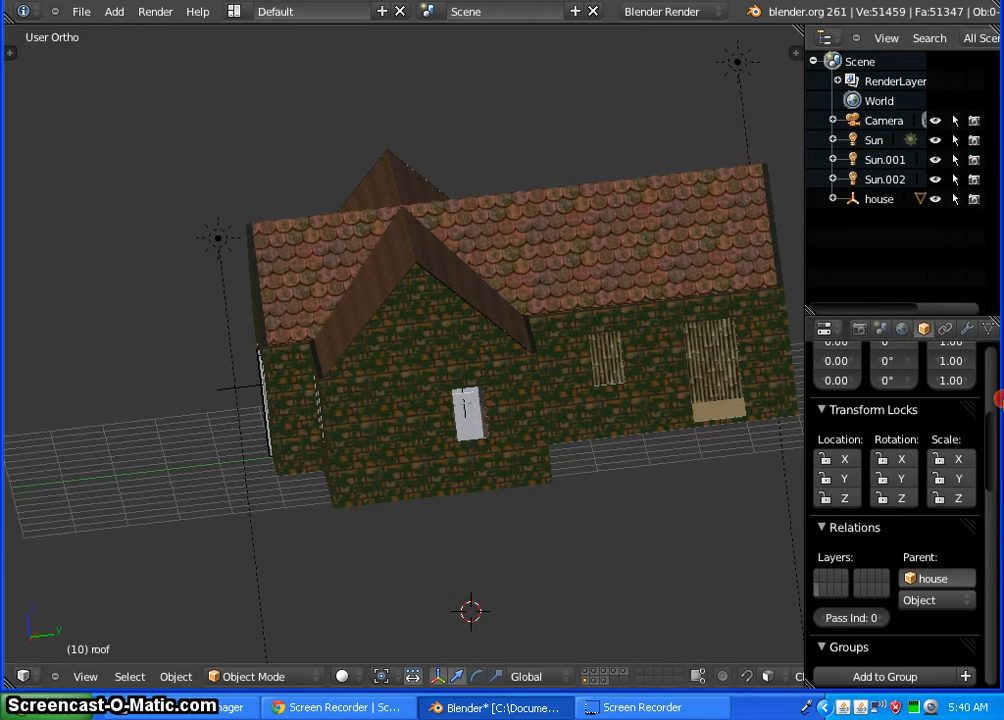 File Add Render Help Default Scene Blender Render blender.org 261 | Ve:51459 | Fa:51347 | Ob:0-
User Ortho
View Search All Sce
Scene
RenderLayer
World
Camera
Sun
Sun.001
Sun.002
house
0.00 0° 1.00
0.00 0° 1.00
0.00 0° 1.00
Transform Locks
Location: Rotation: Scale:
X X X
Y Y Y
Z Z Z
Relations
Layers: Parent:
house
Object
Pass Ind: 0
Groups
Add to Group
z
y
(10) roof
View Select Object Object Mode Global
Screencast-O-Matic.com nager Screen Recorder | Sc... Blender* [C:\Docume... Screen Recorder 5:40 AM